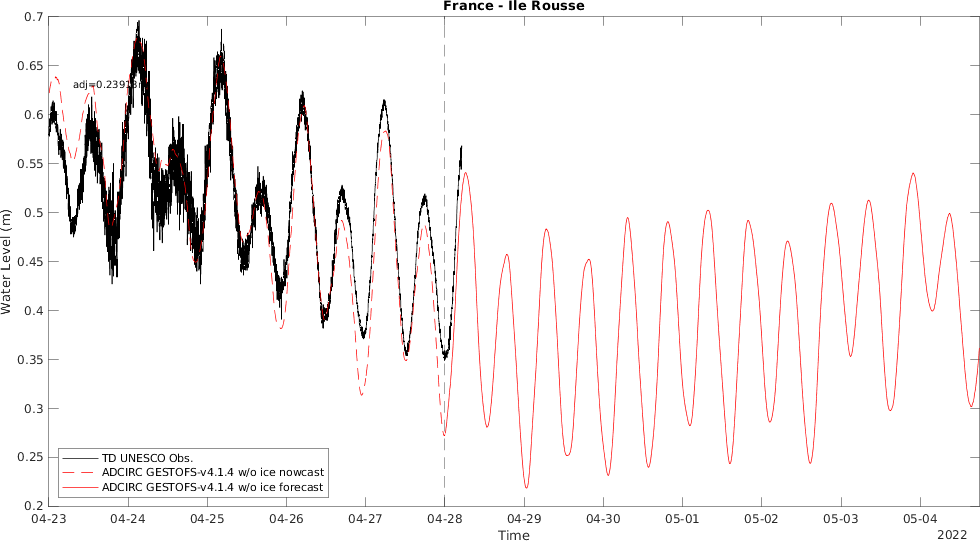 France - Ile Rousse
0.7
0.65
0.6
0.55
0.5
0.45
0.4
0.35
0.3
0.25
0.2
Water Level (m)
adj=0.23913m
TD UNESCO Obs.
ADCIRC GESTOFS-v4.1.4 w/o ice nowcast
ADCIRC GESTOFS-v4.1.4 w/o ice forecast
04-23 04-24 04-25 04-26 04-27 04-28 04-29 04-30 05-01 05-02 05-03 05-04
Time
2022